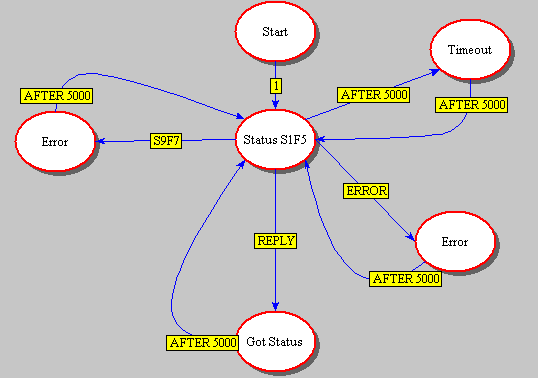 Start
Timeout
1
AFTER 5000
AFTER 5000
AFTER 5000
Error
S9F7
Status S1F5
ERROR
REPLY
Error
AFTER 5000
AFTER 5000
Got Status